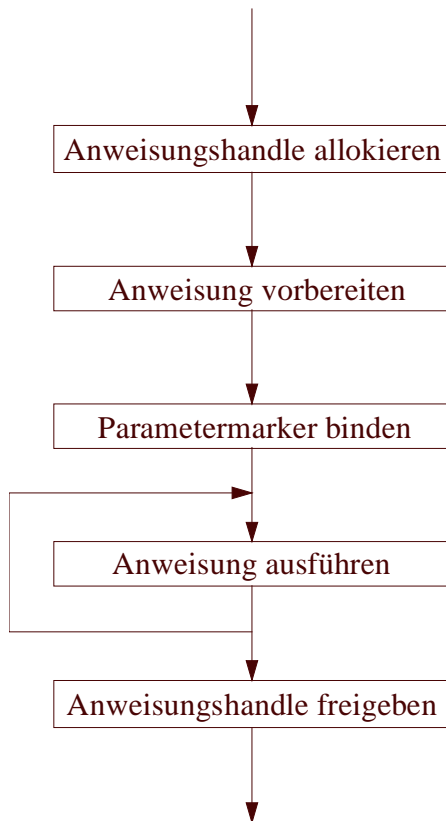 Anweisungshandle allokieren
Anweisung vorbereiten
Parametermarker binden
Anweisung ausführen
Anweisungshandle freigeben